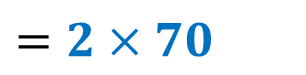 = 2 × 70